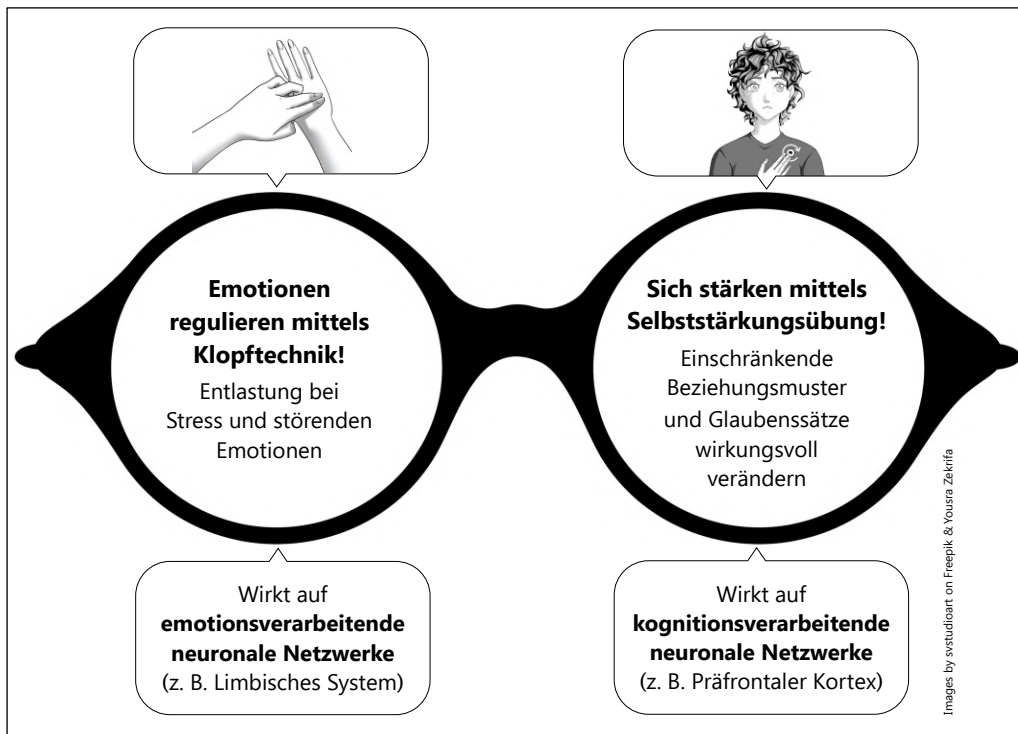 Emotionen
regulieren mittels
Klopftechnik!
Entlastung bei
Stress und störenden
Emotionen
Sich stärken mittels
Selbststärkungsübung!
Einschränkende
Beziehungsmuster
und Glaubenssätze
wirkungsvoll
verändern
Wirkt auf
emotionsverarbeitende
neuronale Netzwerke
(z. B. Limbisches System)
Wirkt auf
kognitionsverarbeitende
neuronale Netzwerke
(z. B. Präfrontaler Kortex)
Images by svstudioart on Freepik & Yousra Zekrifa